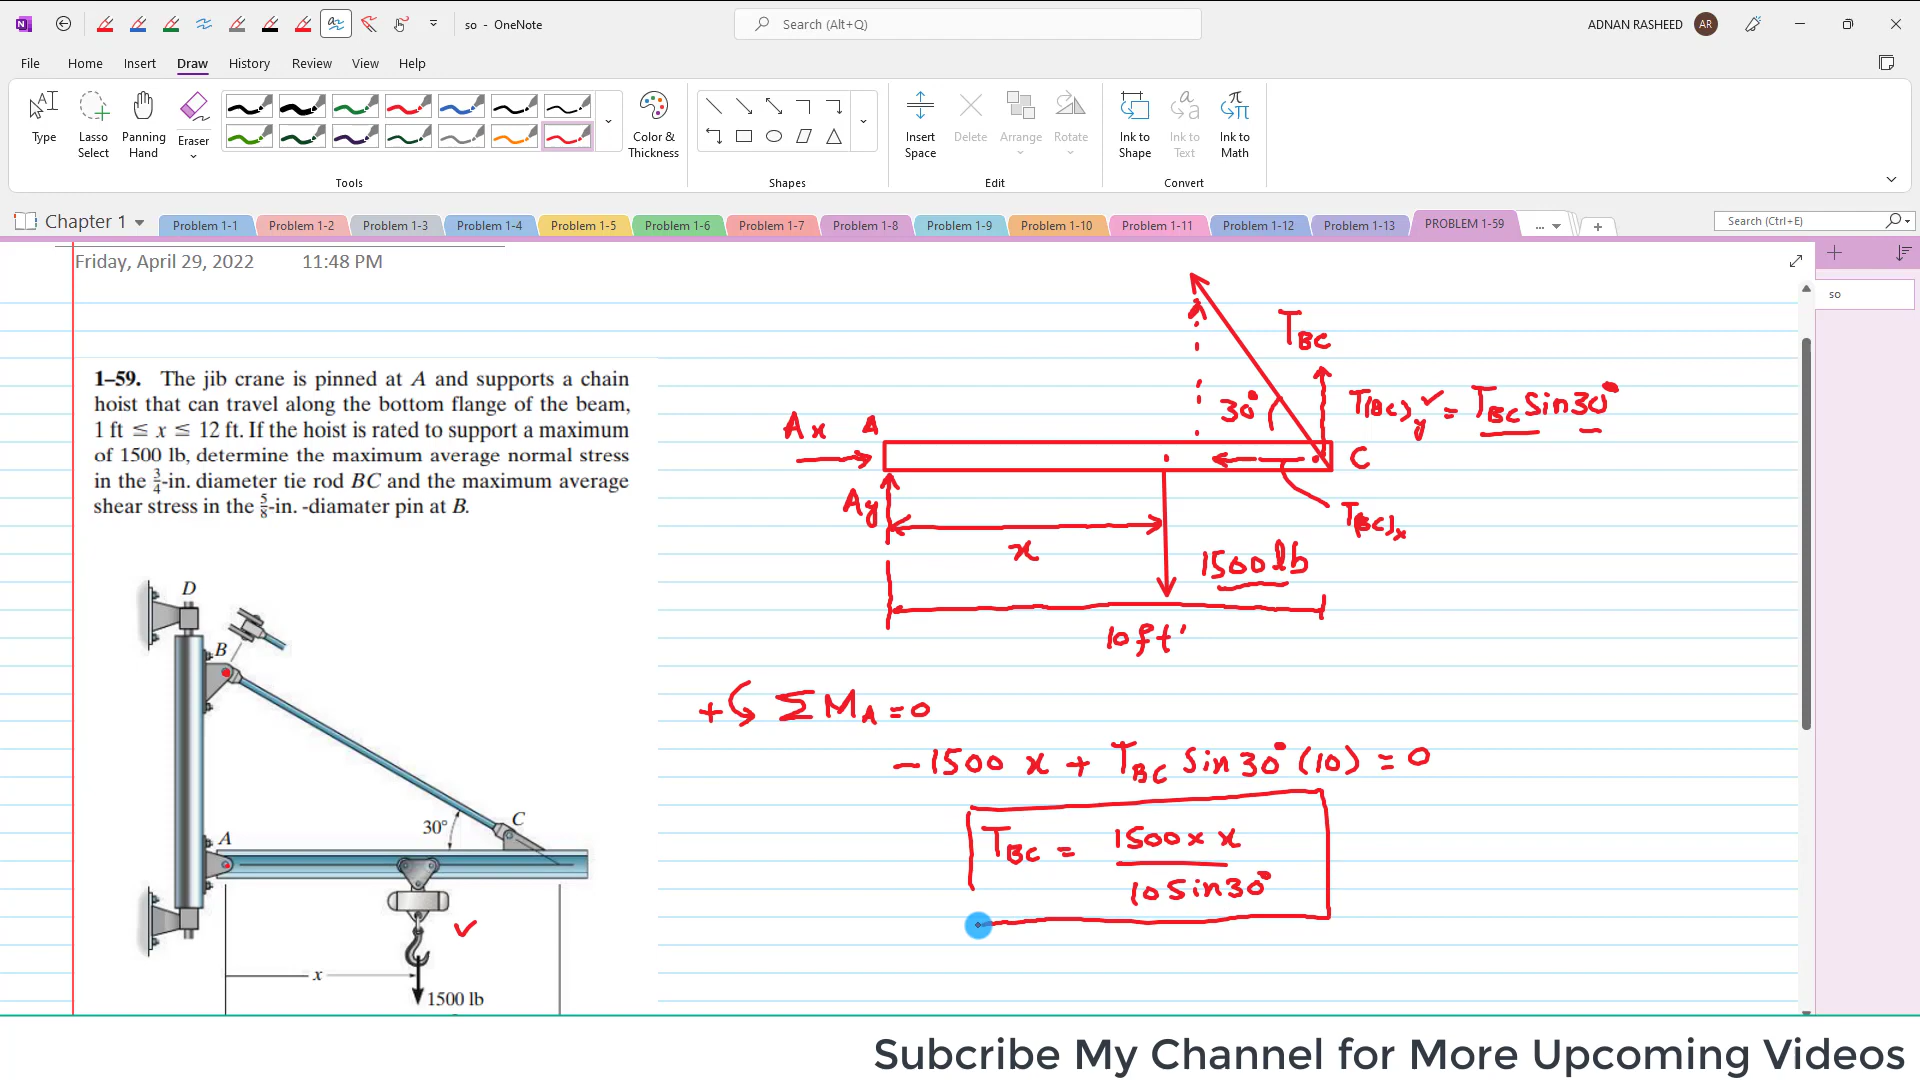 so - OneNote
Search (Alt+Q)
ADNAN RASHEED
AR
File
Home
Insert
Draw
History
Review
View
Help
Type
Lasso Select
Panning Hand
Eraser
Color & Thickness
Insert Space
Delete
Arrange
Rotate
Ink to Shape
Ink to Text
Ink to Math
Tools
Shapes
Edit
Convert
Chapter 1
Problem 1-1
Problem 1-2
Problem 1-3
Problem 1-4
Problem 1-5
Problem 1-6
Problem 1-7
Problem 1-8
Problem 1-9
Problem 1-10
Problem 1-11
Problem 1-12
Problem 1-13
PROBLEM 1-59
...
Search (Ctrl+E)
Friday, April 29, 2022
11:48 PM
so
1–59. The jib crane is pinned at A and supports a chain
hoist that can travel along the bottom flange of the beam,
1 ft ≤ x ≤ 12 ft. If the hoist is rated to support a maximum
of 1500 lb, determine the maximum average normal stress
in the 3/4-in. diameter tie rod BC and the maximum average
shear stress in the 5/8-in. -diamater pin at B.
D
B
A
30°
C
x
1500 lb
T_BC
30°
T(BC)_y = T_BC Sin30°
Ax
A
C
Ay
T(BC)_x
x
1500 lb
10ft'
+ Σ M_A = 0
-1500 x + T_BC Sin 30° (10) = 0
T_BC = 1500 × x
10 Sin30°
Subcribe My Channel for More Upcoming Videos